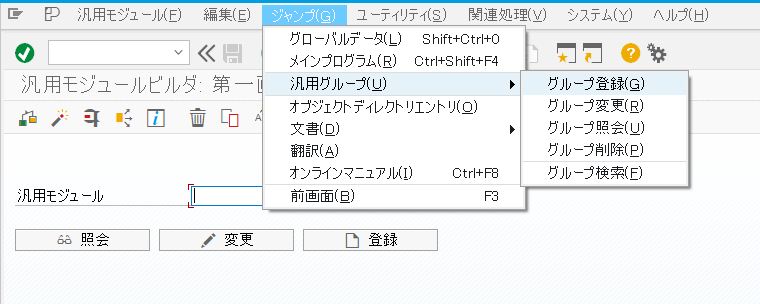 汎用モジュール(F) 編集(E) ジャンプ(G) ユーティリティ(S) 関連処理(V) システム(Y) ヘルプ(H)
グローバルデータ(L) Shift+Ctrl+O
メインプログラム(R) Ctrl+Shift+F4
汎用グループ(U)
オブジェクトディレクトリエントリ(O)
文書(D)
翻訳(A)
オンラインマニュアル(I) Ctrl+F8
前画面(B) F3
グループ登録(G)
グループ変更(R)
グループ照会(U)
グループ削除(P)
グループ検索(F)
汎用モジュールビルダ: 第一画
汎用モジュール
照会 変更 登録